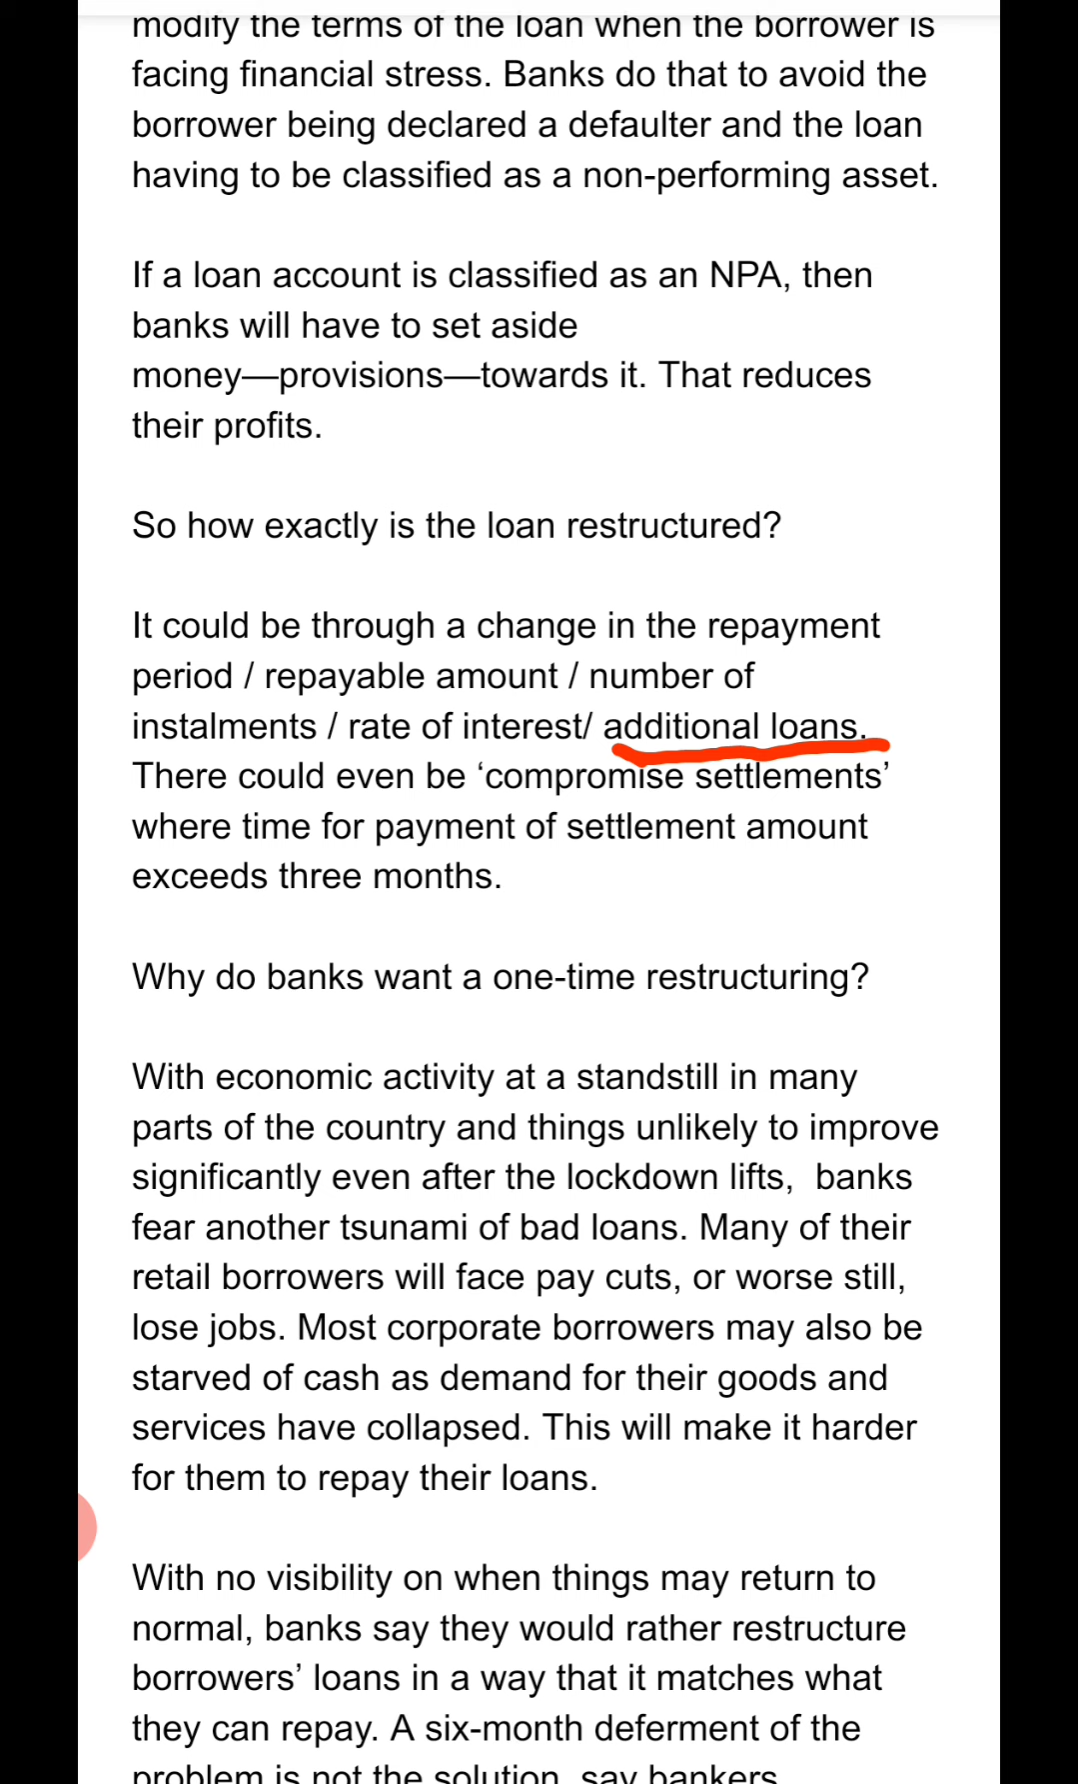 modify the terms of the loan when the borrower is
facing financial stress. Banks do that to avoid the
borrower being declared a defaulter and the loan
having to be classified as a non-performing asset.
If a loan account is classified as an NPA, then
banks will have to set aside
money—provisions—towards it. That reduces
their profits.
So how exactly is the loan restructured?
It could be through a change in the repayment
period / repayable amount / number of
instalments / rate of interest/ additional loans.
There could even be ‘compromise settlements’
where time for payment of settlement amount
exceeds three months.
Why do banks want a one-time restructuring?
With economic activity at a standstill in many
parts of the country and things unlikely to improve
significantly even after the lockdown lifts,  banks
fear another tsunami of bad loans. Many of their
retail borrowers will face pay cuts, or worse still,
lose jobs. Most corporate borrowers may also be
starved of cash as demand for their goods and
services have collapsed. This will make it harder
for them to repay their loans.
With no visibility on when things may return to
normal, banks say they would rather restructure
borrowers’ loans in a way that it matches what
they can repay. A six-month deferment of the
problem is not the solution, say bankers